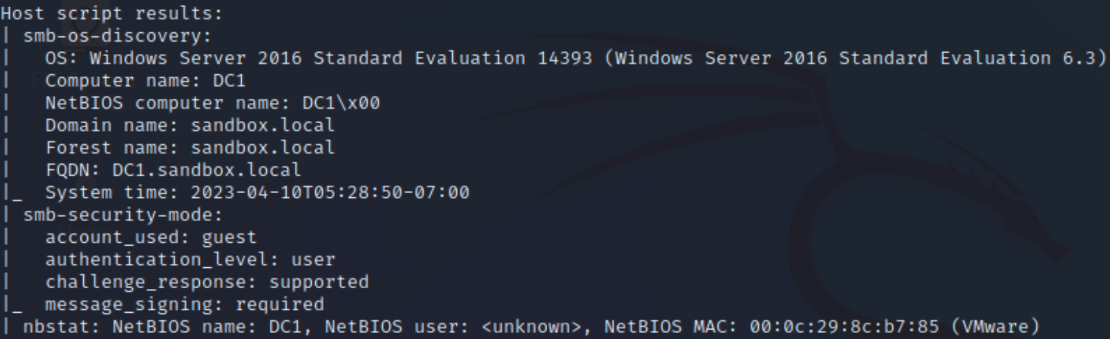 Host script results:
| smb-os-discovery:
|   OS: Windows Server 2016 Standard Evaluation 14393 (Windows Server 2016 Standard Evaluation 6.3)
|   Computer name: DC1
|   NetBIOS computer name: DC1\x00
|   Domain name: sandbox.local
|   Forest name: sandbox.local
|   FQDN: DC1.sandbox.local
|_  System time: 2023-04-10T05:28:50-07:00
| smb-security-mode:
|   account_used: guest
|   authentication_level: user
|   challenge_response: supported
|_  message_signing: required
| nbstat: NetBIOS name: DC1, NetBIOS user: <unknown>, NetBIOS MAC: 00:0c:29:8c:b7:85 (VMware)